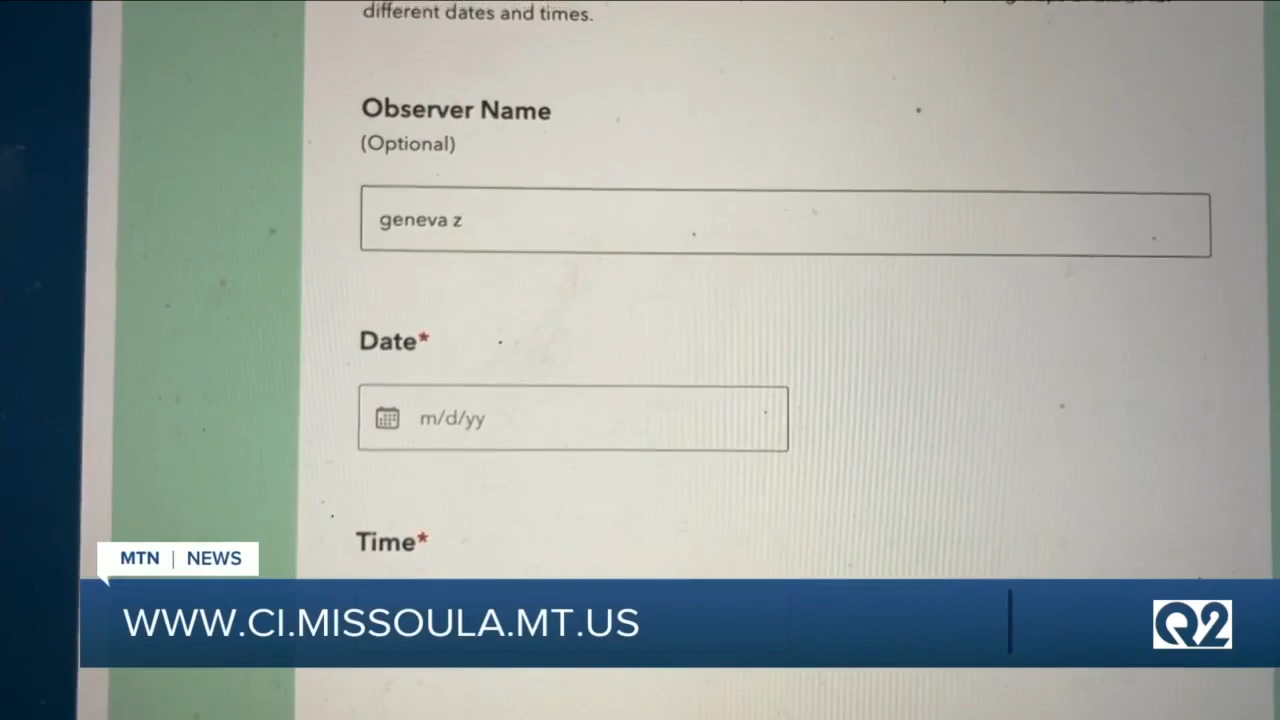 different dates and times.
Observer Name
(Optional)
geneva z
Date*
m/d/yy
Time*
MTN | NEWS
WWW.CI.MISSOULA.MT.US
Q2